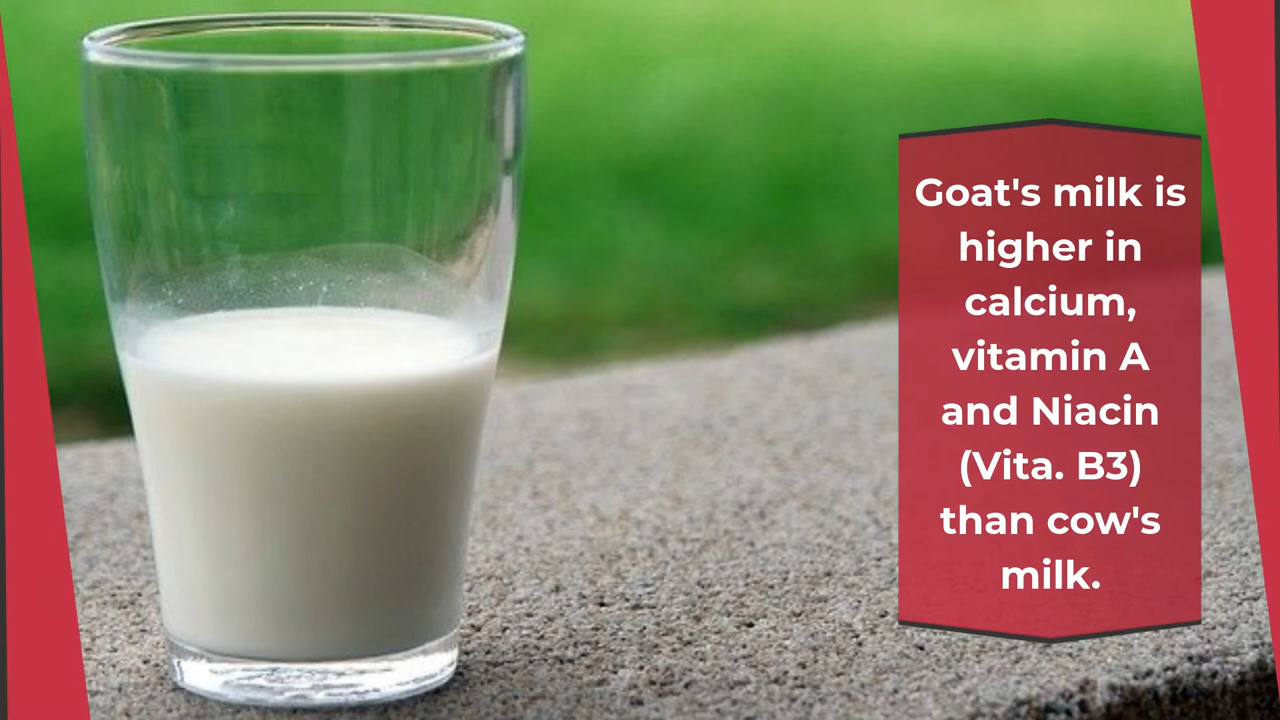 Goat's milk is
higher in
calcium,
vitamin A
and Niacin
(Vita. B3)
than cow's
milk.